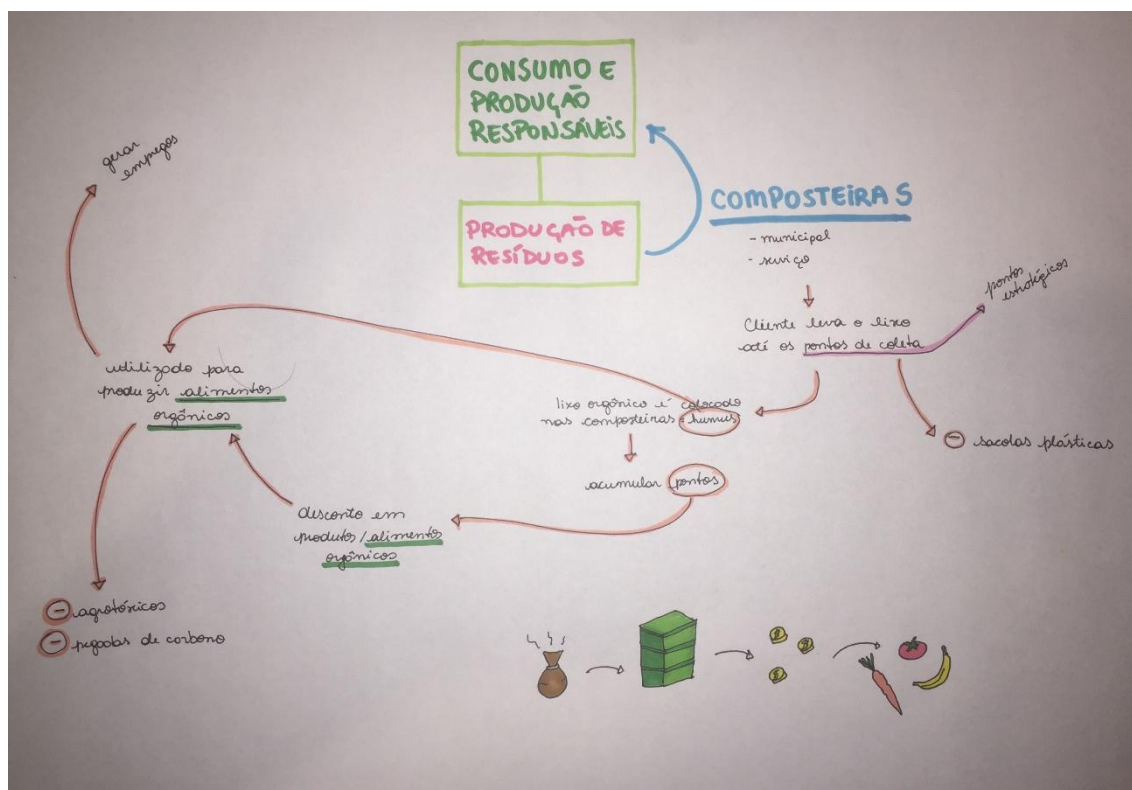 CONSUMO E
PRODUÇÃO
RESPONSÁVEIS
PRODUÇÃO DE
RESÍDUOS
COMPOSTEIRAS
- municipal
- serviço
Cliente leva o lixo
até os pontos de coleta
pontos
estratégicos
- sacolas plásticas
lixo orgânico é colocado
nas composteiras - humus
acumular pontos
desconto em
produtos/alimentos
orgânicos
utilizado para
produzir alimentos
orgânicos
gerar
empregos
- agrotóxicos
- pegadas de carbono